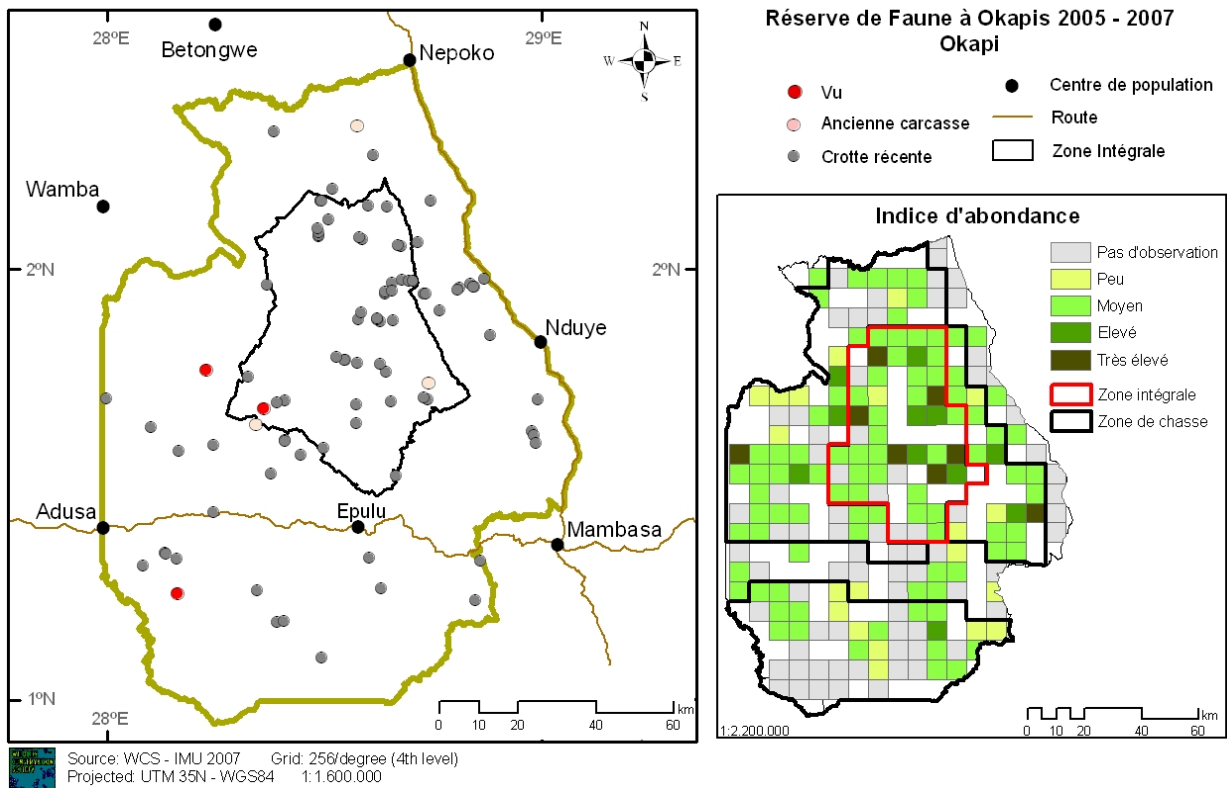 Réserve de Faune à Okapis 2005 - 2007
Okapi
Vu
Ancienne carcasse
Crotte récente
Centre de population
Route
Zone Intégrale
28ºE
29ºE
Betongwe
Nepoko
N
W
E
S
Wamba
2ºN
2ºN
Nduye
Adusa
Epulu
Mambasa
1ºN
28ºE
km
0 10 20 40 60
Indice d'abondance
Pas d'observation
Peu
Moyen
Elevé
Très élevé
Zone intégrale
Zone de chasse
1:2.200.000
km
0 10 20 40 60
Source: WCS - IMU 2007 Grid: 256/degree (4th level)
Projected: UTM 35N - WGS84 1:1.600.000